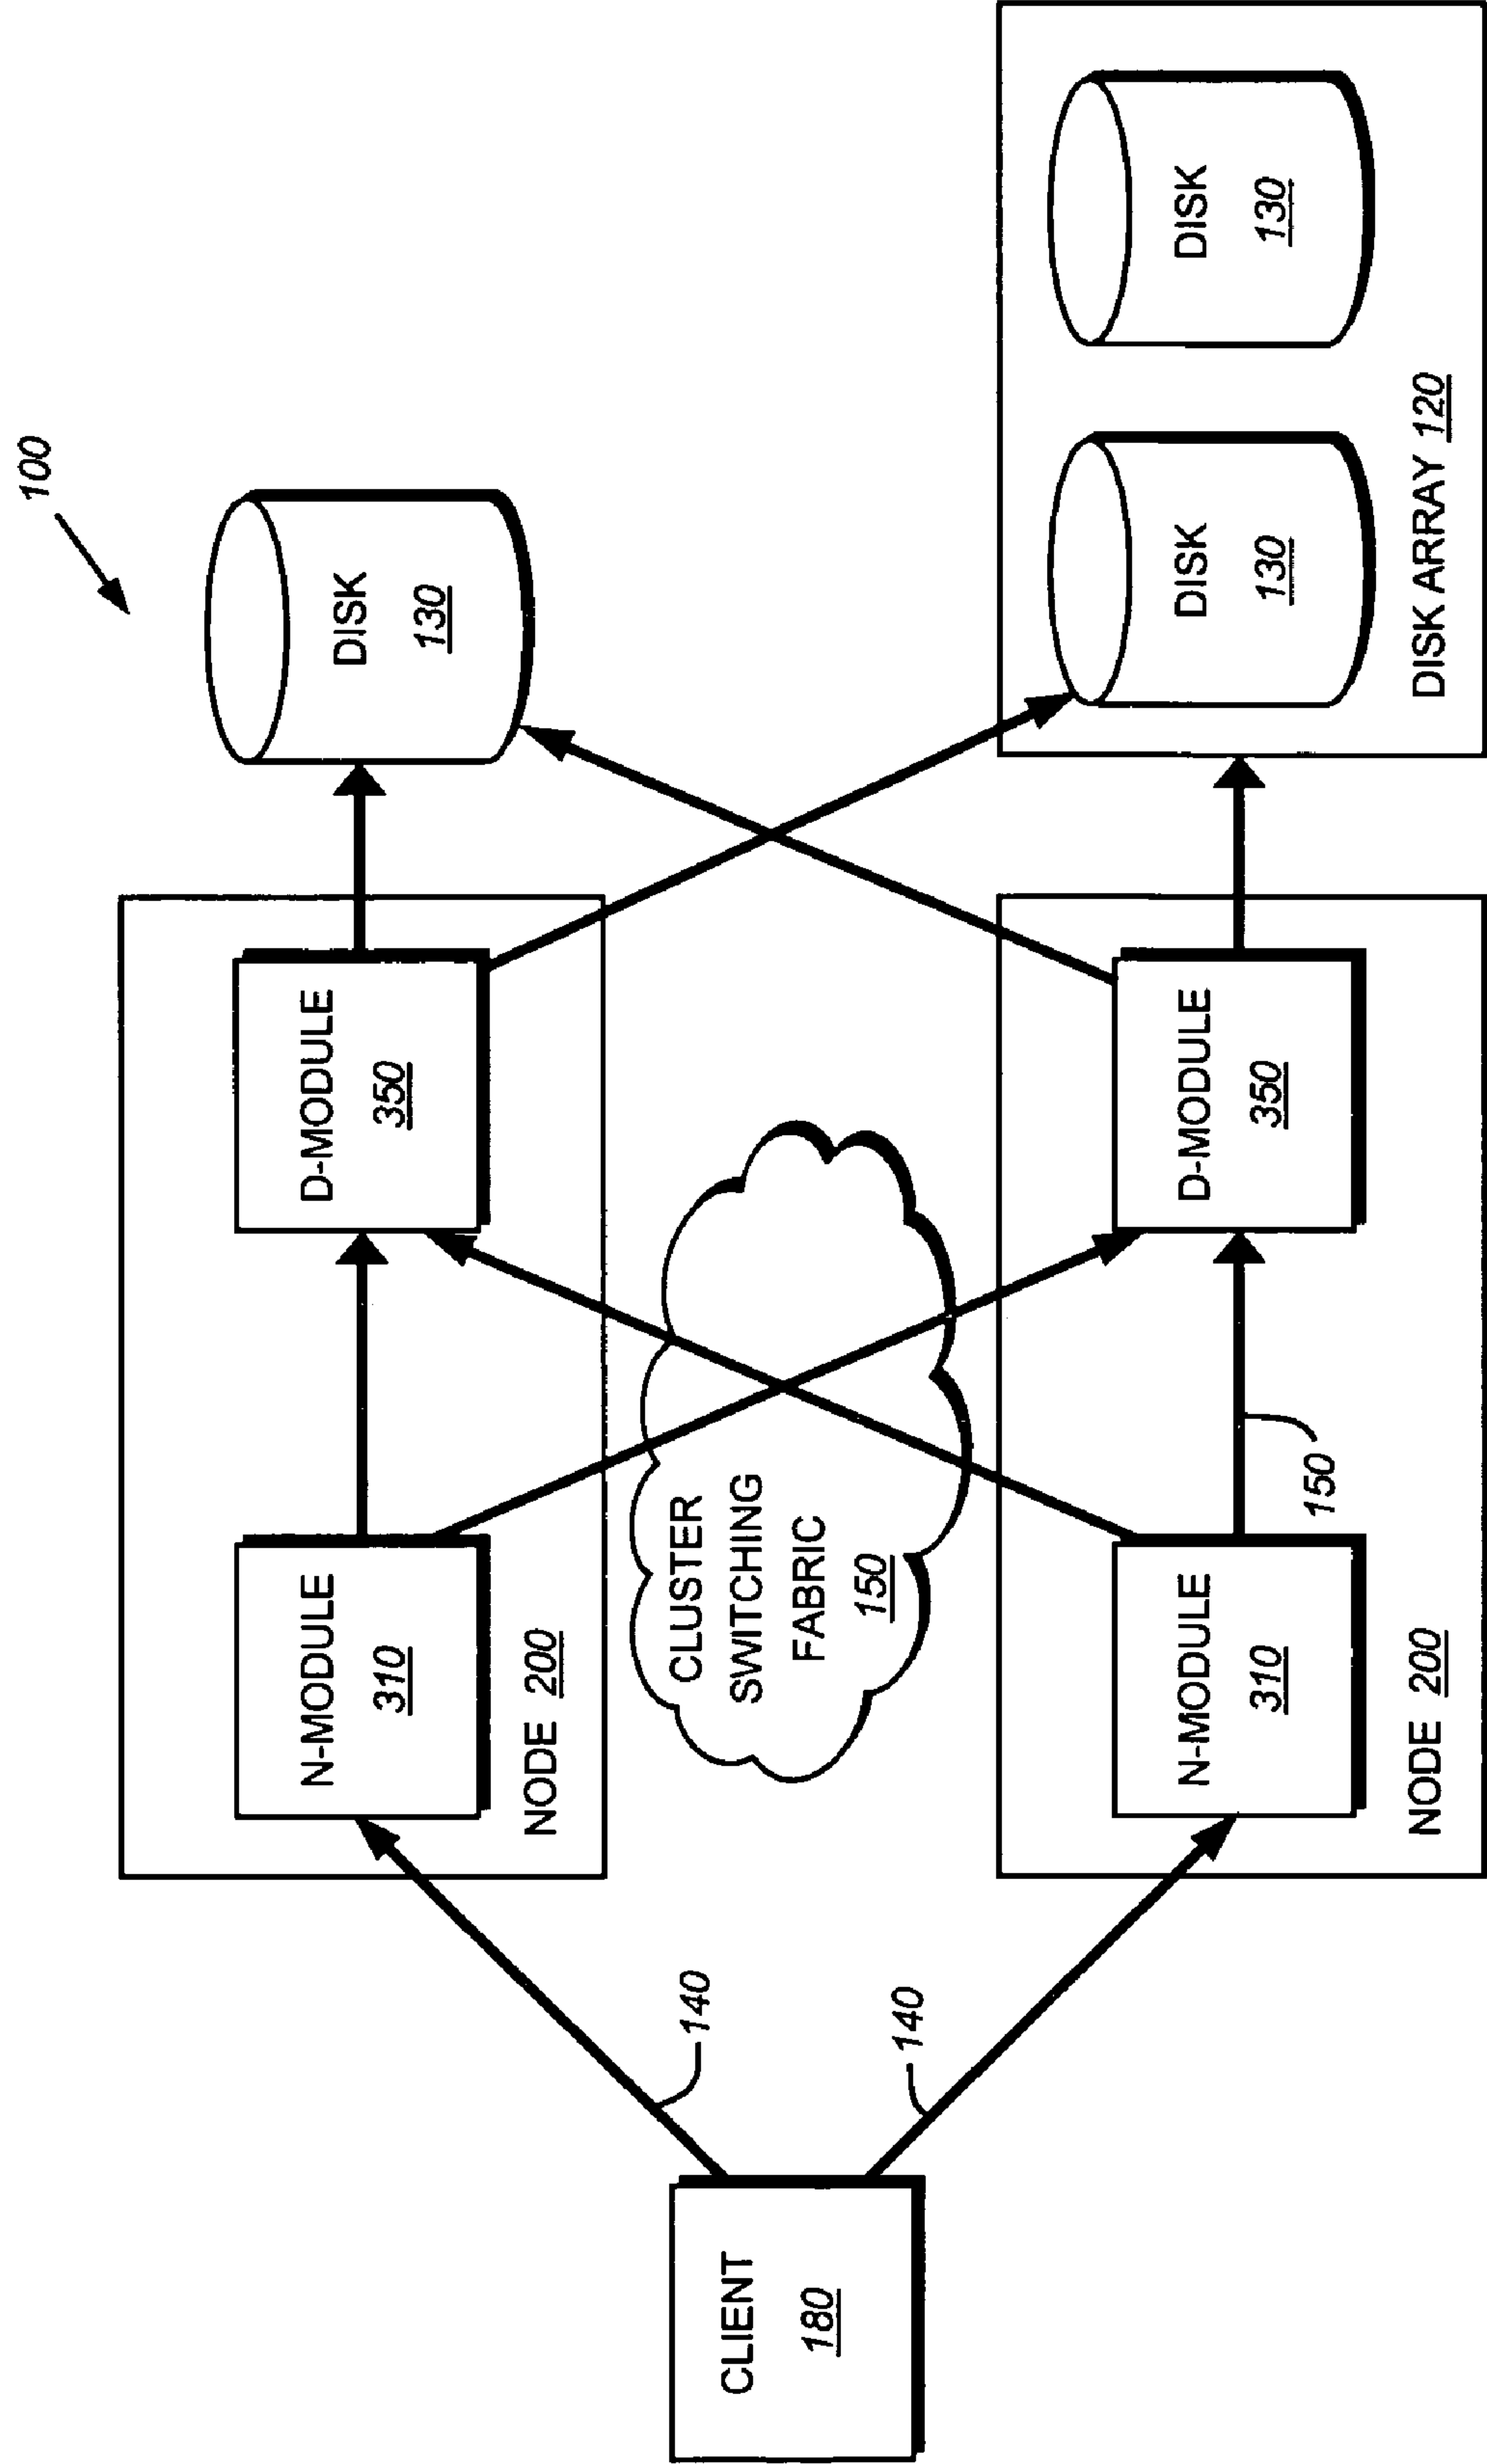 100
N-MODULE
310
D-MODULE
350
DISK
130
NODE 200
140
CLIENT
180
CLUSTER
SWITCHING
FABRIC
150
140
N-MODULE
310
D-MODULE
350
DISK
130
DISK
130
150
NODE 200
DISK ARRAY 120